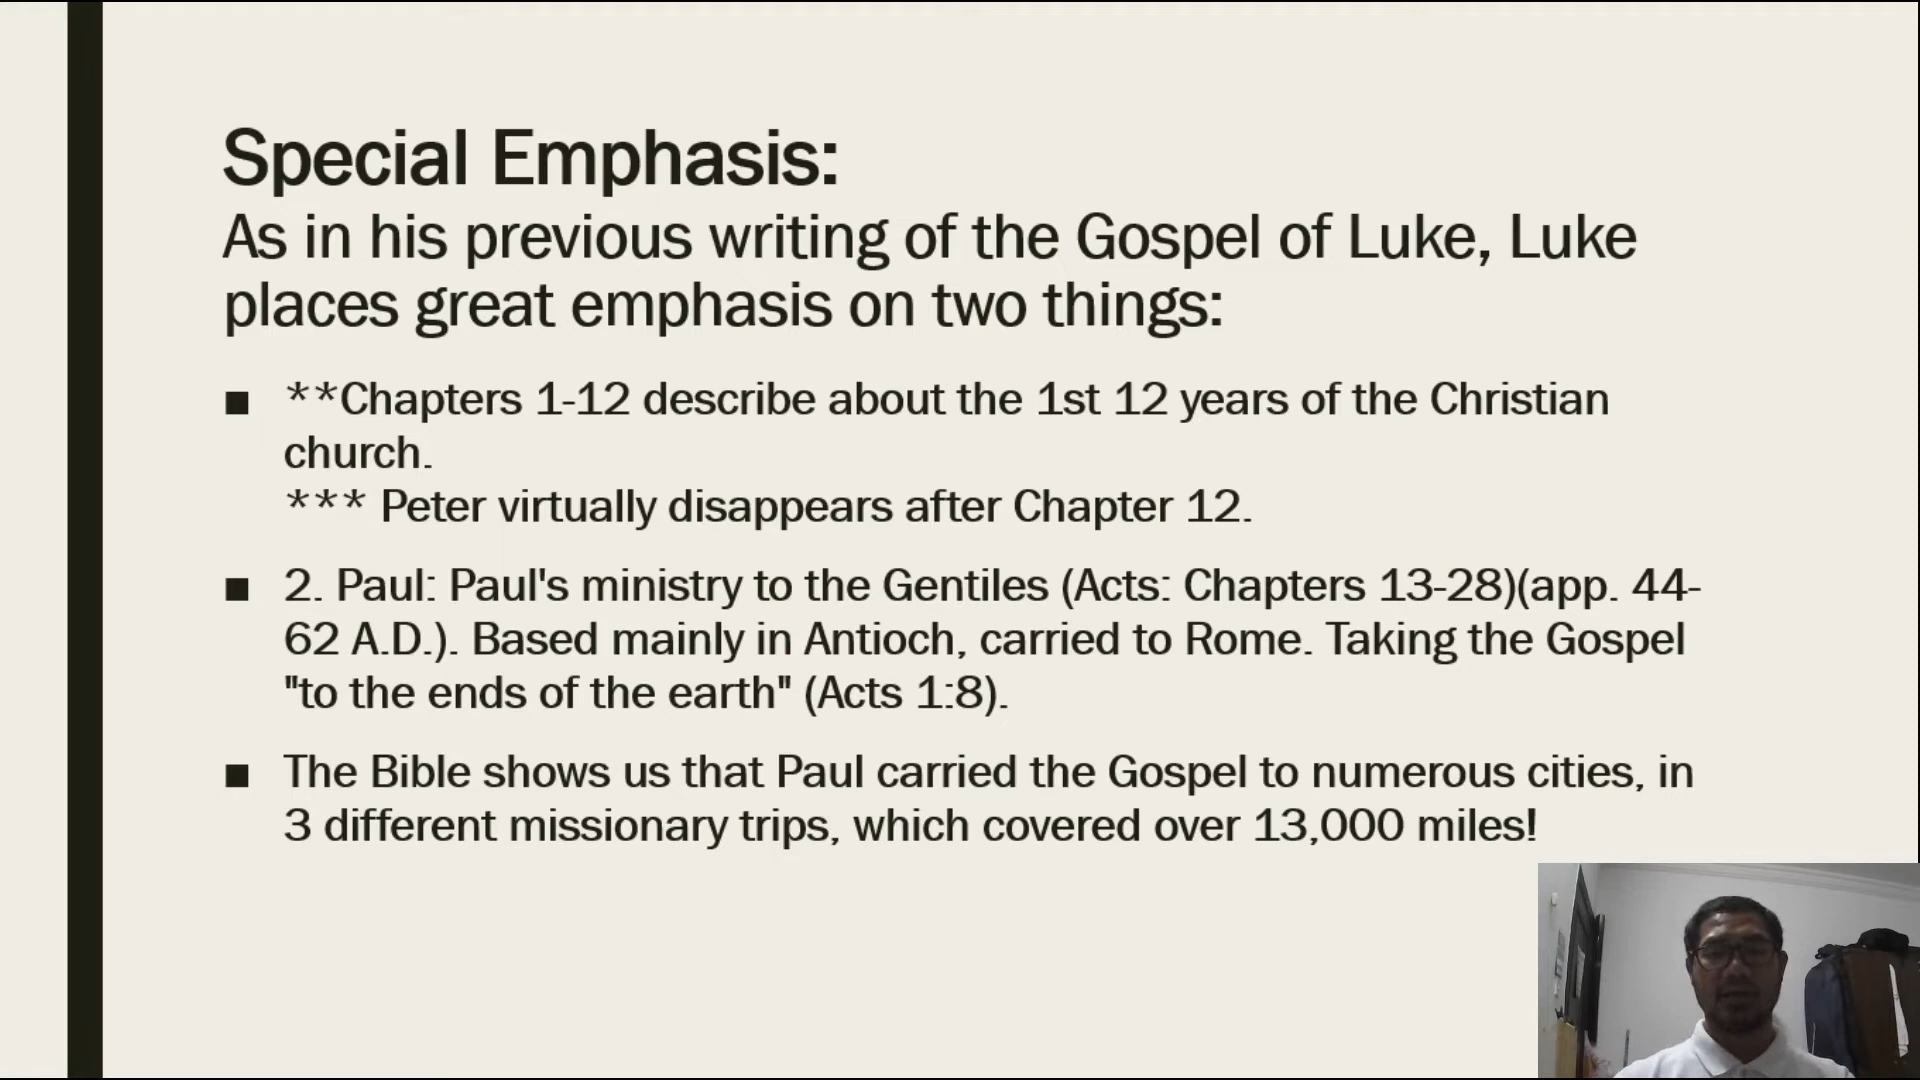 Special Emphasis:
As in his previous writing of the Gospel of Luke, Luke
places great emphasis on two things:
■ **Chapters 1-12 describe about the 1st 12 years of the Christian
church.
*** Peter virtually disappears after Chapter 12.
■ 2. Paul: Paul's ministry to the Gentiles (Acts: Chapters 13-28)(app. 44-
62 A.D.). Based mainly in Antioch, carried to Rome. Taking the Gospel
"to the ends of the earth" (Acts 1:8).
■ The Bible shows us that Paul carried the Gospel to numerous cities, in
3 different missionary trips, which covered over 13,000 miles!